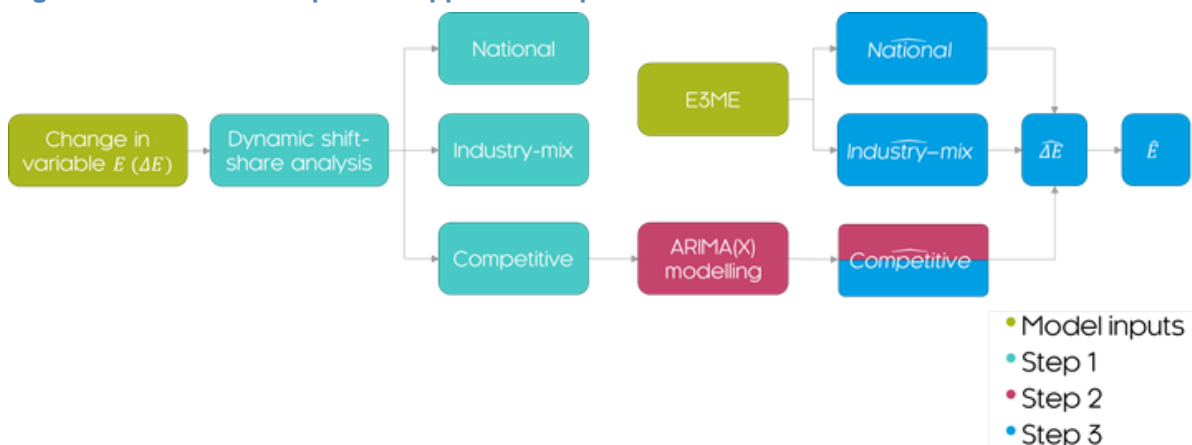 National
National
E3ME
Change in
variable E (ΔE)
Dynamic shift-
share analysis
Industry-mix
Industry–mix
ΔE
Ê
Competitive
ARIMA(X)
modelling
Competitive
• Model inputs
• Step 1
• Step 2
• Step 3